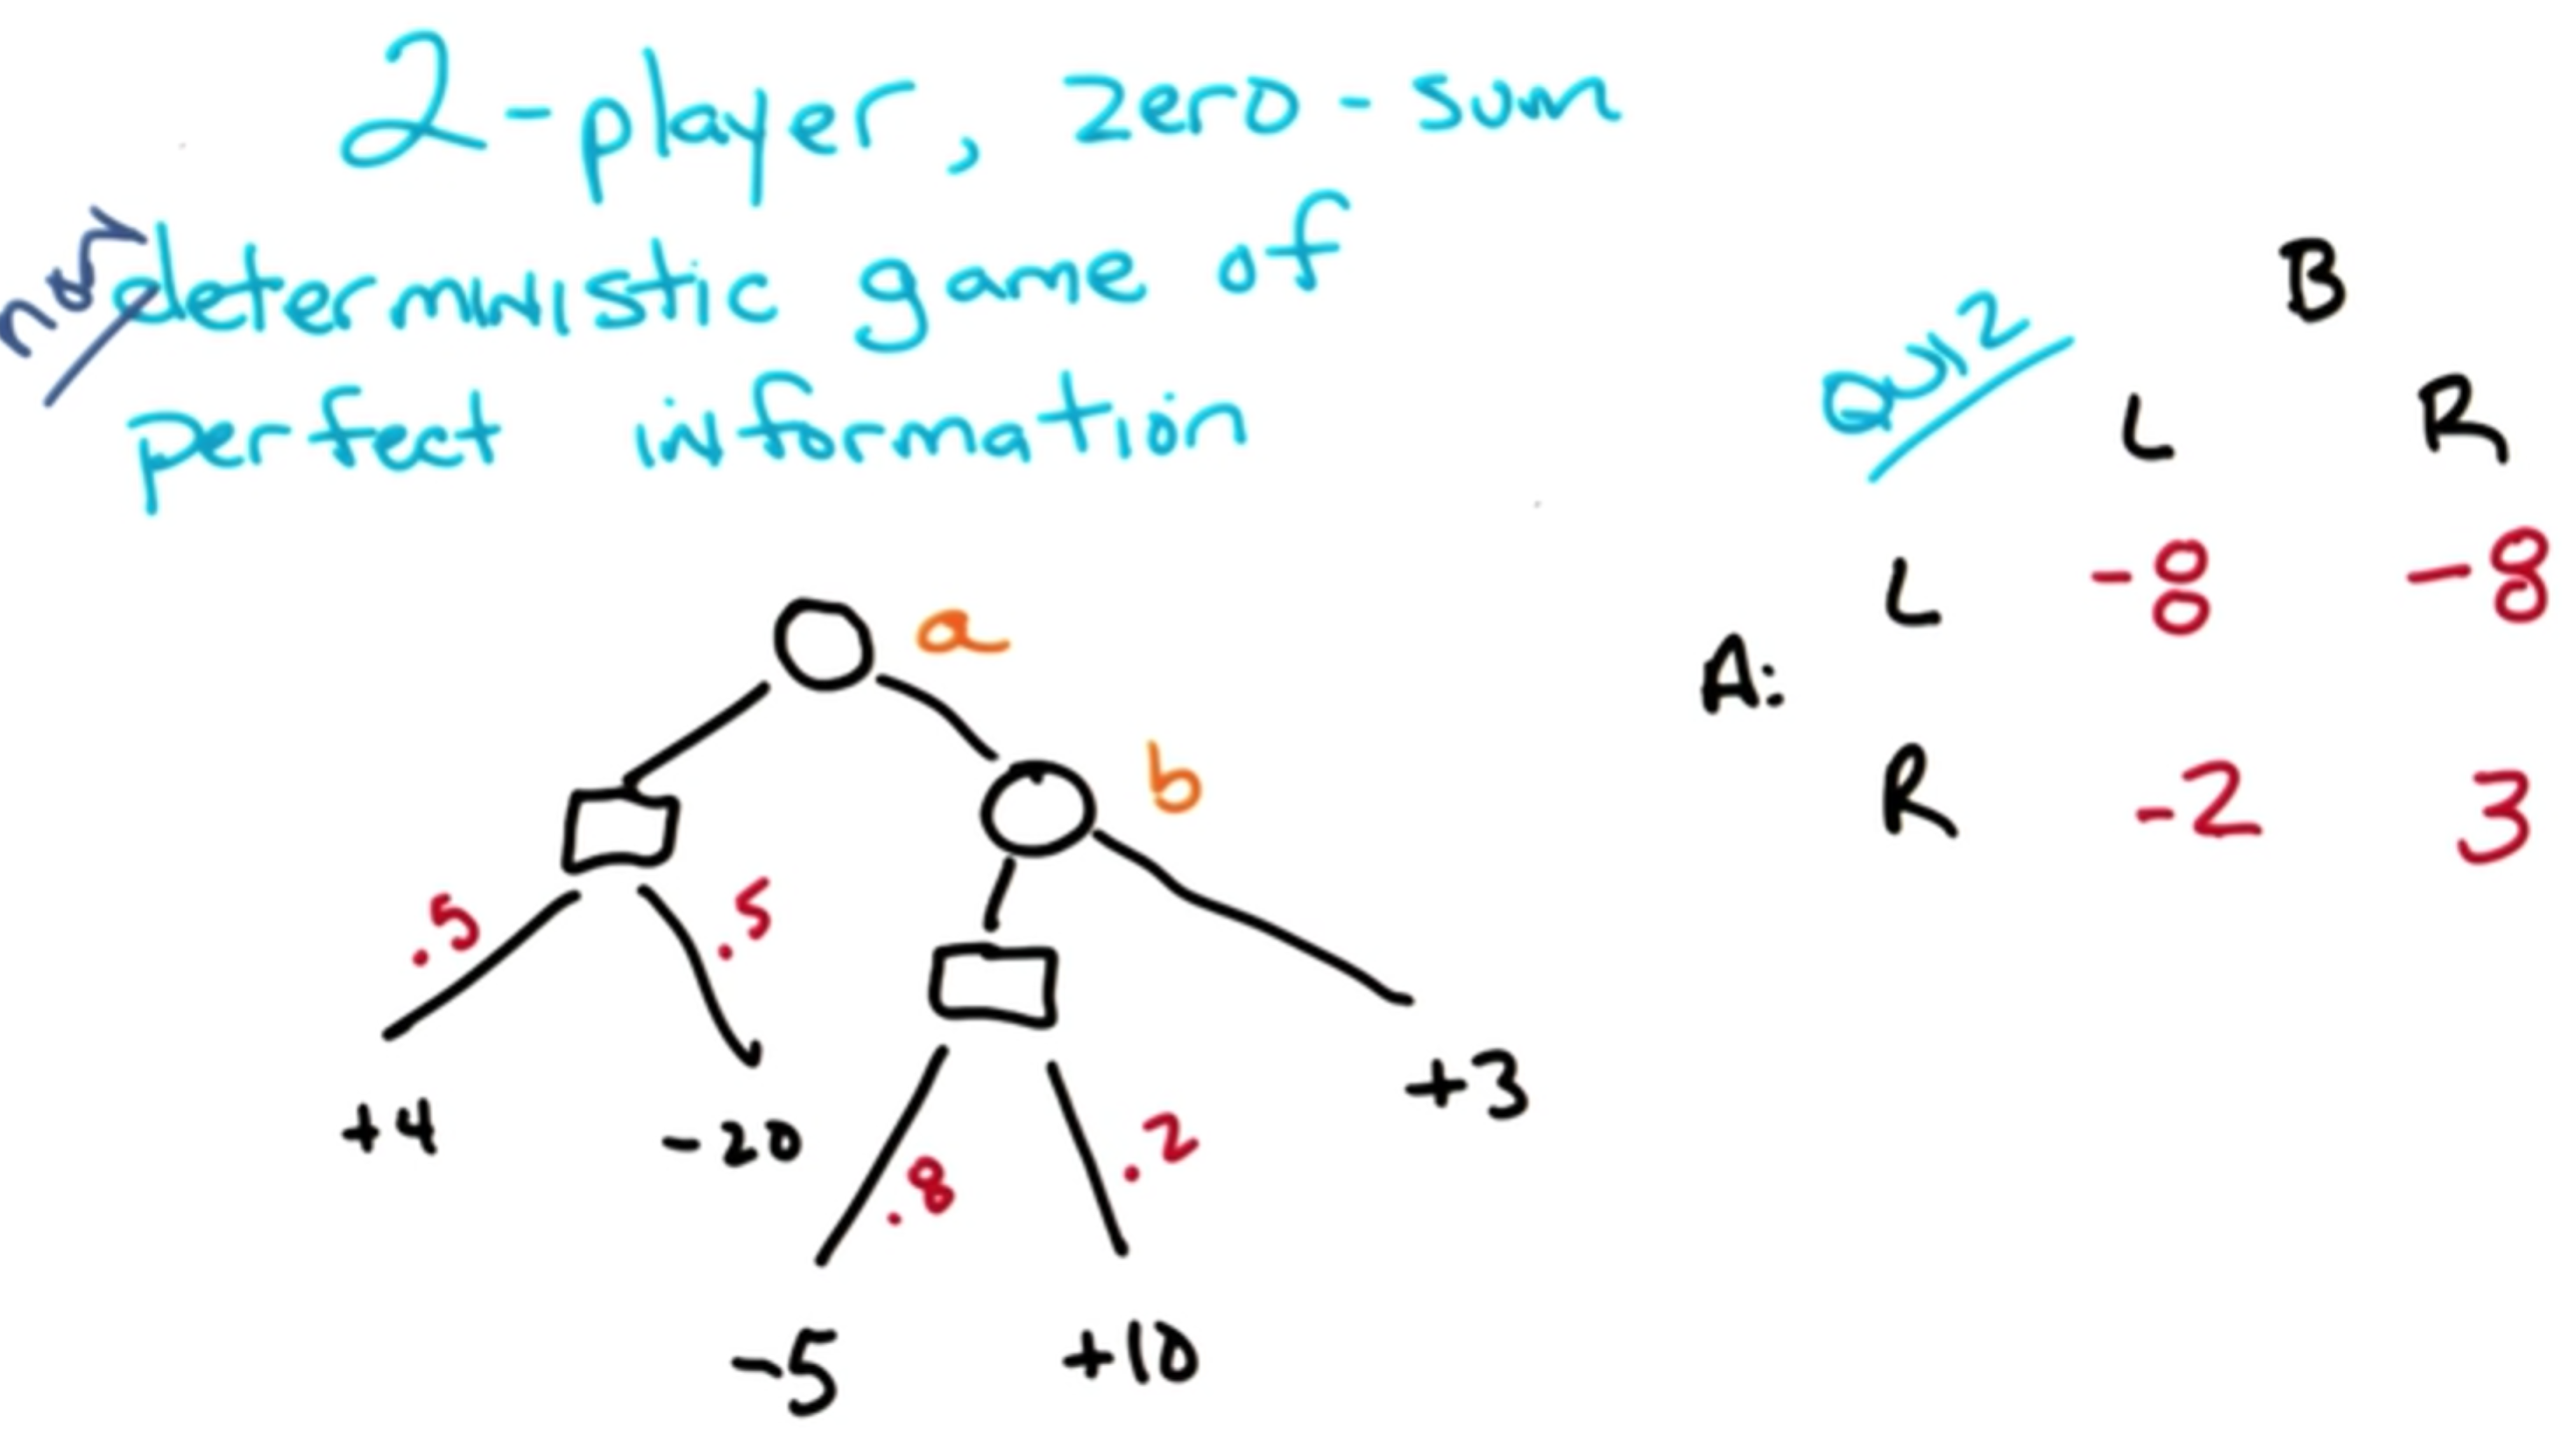 2-player, zero-sum
non
deterministic game of
perfect information
Quiz
B
L R
L -8 -8
A:
R -2 3
a
b
.5 .5
+4 -20
+3
.8 .2
-5 +10